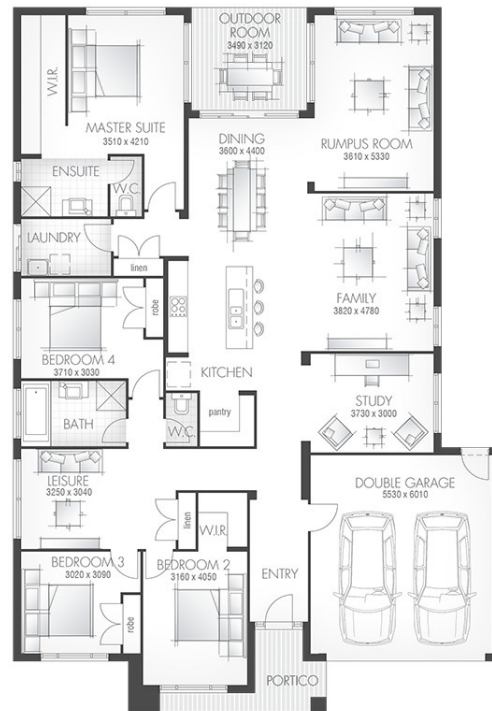 OUTDOOR
ROOM
3490 x 3120
W.I.R.
MASTER SUITE
3510 x 4210
DINING
3600 x 4400
RUMPUS ROOM
3610 x 5330
ENSUITE
W.C.
LAUNDRY
linen
robe
FAMILY
3820 x 4780
BEDROOM 4
3710 x 3030
KITCHEN
BATH
W.C.
pantry
STUDY
3730 x 3000
LEISURE
3250 x 3040
DOUBLE GARAGE
5530 x 6010
linen
W.I.R.
BEDROOM 3
3020 x 3090
BEDROOM 2
3160 x 4050
ENTRY
robe
PORTICO